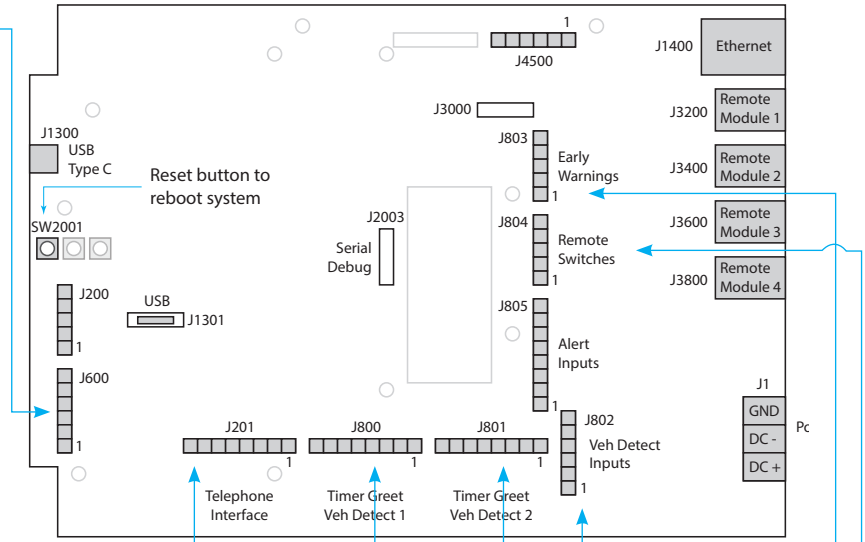 1
J4500
J1400
Ethernet
J3000
J3200
Remote
Module 1
J1300
USB
Type C
J803
Early
Warnings
1
J3400
Remote
Module 2
Reset button to
reboot system
SW2001
J2003
Serial
Debug
J804
Remote
Switches
1
J3600
Remote
Module 3
J3800
Remote
Module 4
J200
1
USB
J1301
J805
Alert
Inputs
1
J600
1
J1
GND
DC -
DC +
J201
1
Telephone
Interface
J800
1
Timer Greet
Veh Detect 1
J801
1
Timer Greet
Veh Detect 2
J802
Veh Detect
Inputs
1